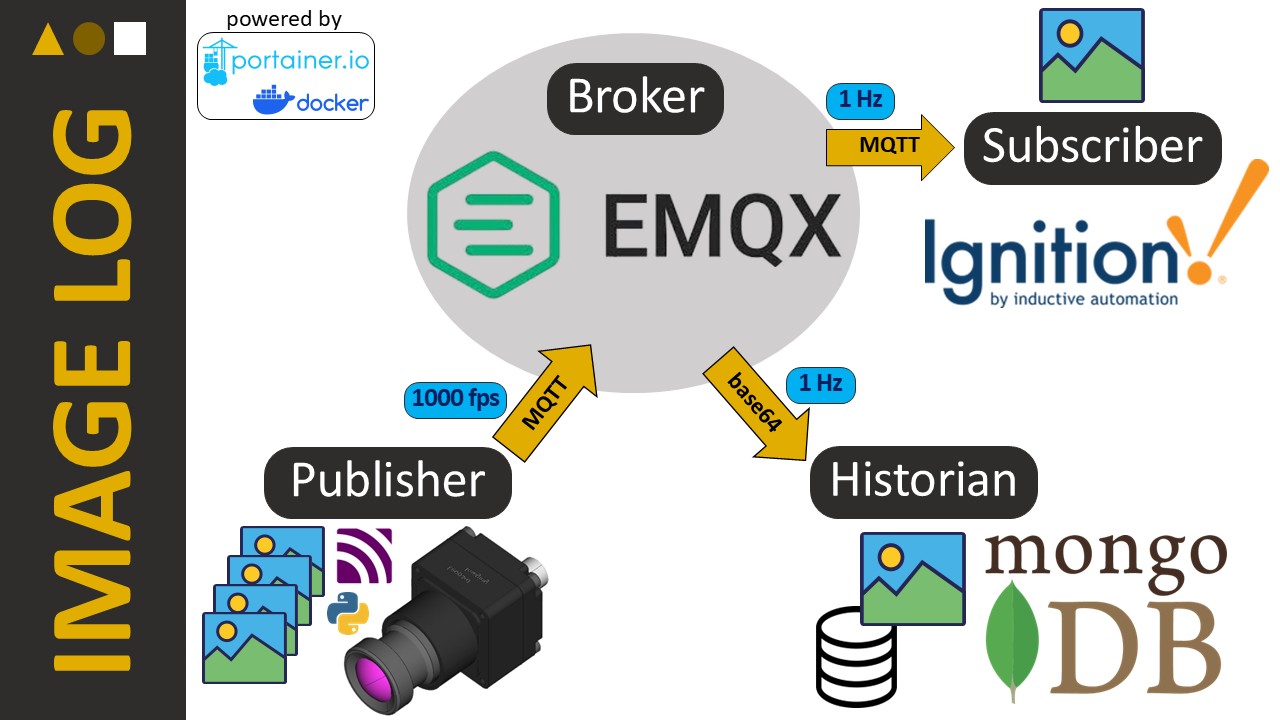 IMAGE LOG
powered by
portainer.io
docker
Broker
EMQX
1 Hz
MQTT
Subscriber
Ignition!
by inductive automation
1000 fps
MQTT
base64
1 Hz
Publisher
Historian
mongo
DB